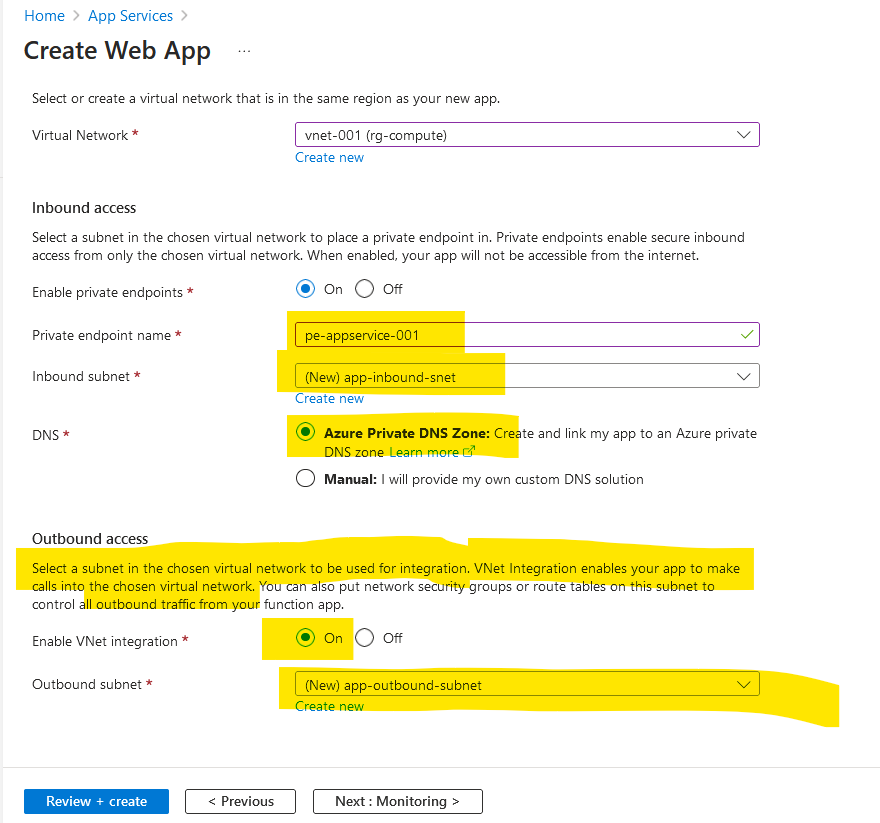 Home > App Services >
Create Web App ...
Select or create a virtual network that is in the same region as your new app.
Virtual Network * vnet-001 (rg-compute)
Create new
Inbound access
Select a subnet in the chosen virtual network to place a private endpoint in. Private endpoints enable secure inbound
access from only the chosen virtual network. When enabled, your app will not be accessible from the internet.
Enable private endpoints * On Off
Private endpoint name * pe-appservice-001
Inbound subnet * (New) app-inbound-snet
Create new
DNS * Azure Private DNS Zone: Create and link my app to an Azure private
DNS zone Learn more
Manual: I will provide my own custom DNS solution
Outbound access
Select a subnet in the chosen virtual network to be used for integration. VNet Integration enables your app to make
calls into the chosen virtual network. You can also put network security groups or route tables on this subnet to
control all outbound traffic from your function app.
Enable VNet integration * On Off
Outbound subnet * (New) app-outbound-subnet
Create new
Review + create < Previous Next : Monitoring >